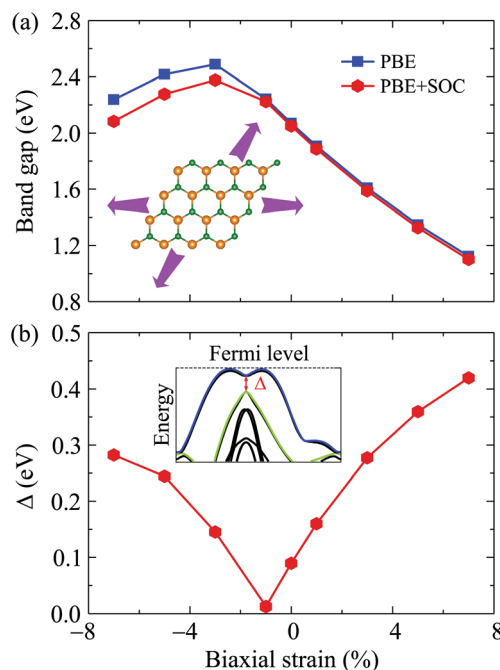 (a)
PBE
PBE+SOC
Band gap (eV)
2.8
2.4
2.0
1.6
1.2
0.8
(b)
Fermi level
Energy
Δ
Δ (eV)
0.5
0.4
0.3
0.2
0.1
0.0
−8 −4 0 4 8
Biaxial strain (%)